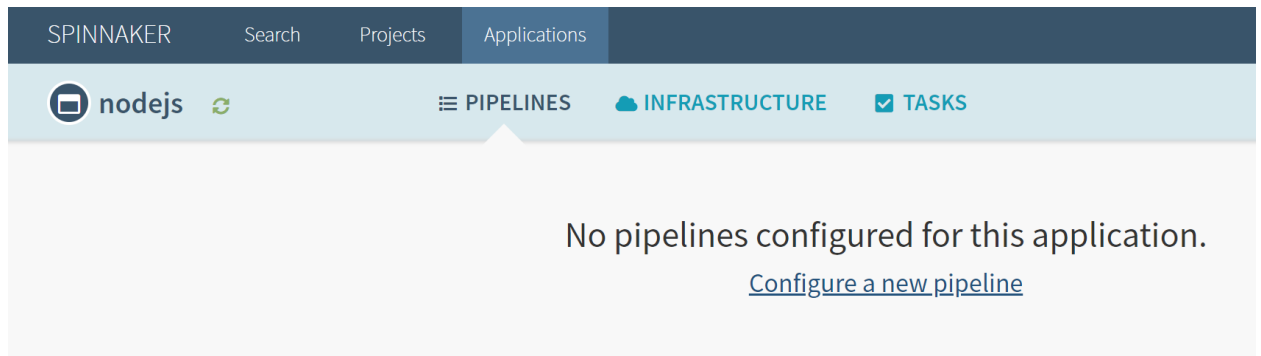 SPINNAKER Search Projects Applications
nodejs PIPELINES INFRASTRUCTURE TASKS
No pipelines configured for this application.
Configure a new pipeline